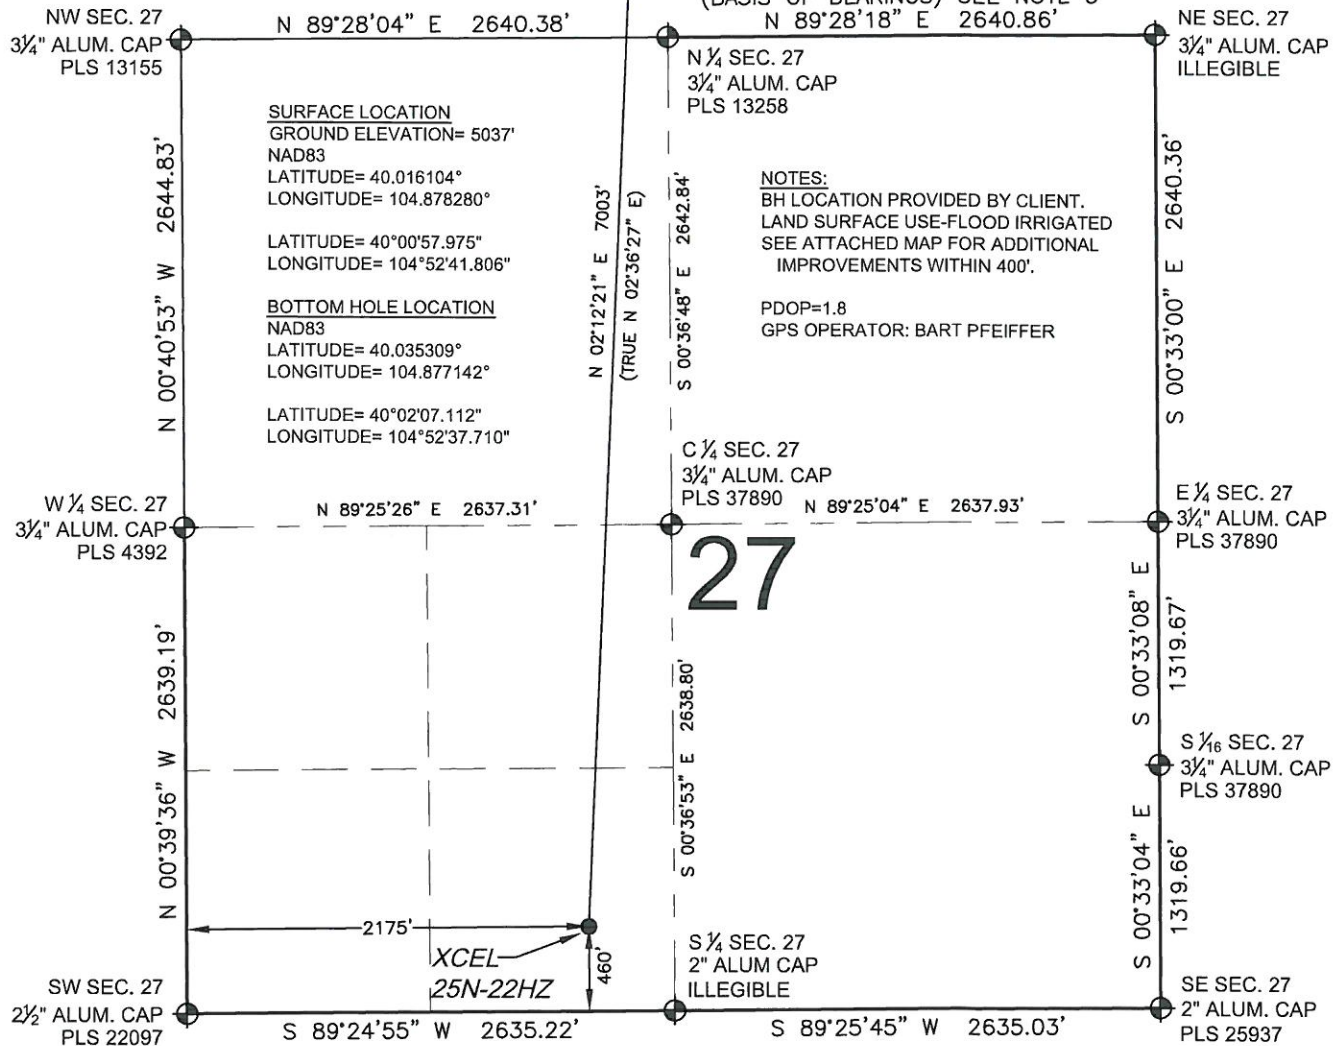 (BASIS OF BEARINGS) SEE NOTE
NW SEC. 27
3¼" ALUM. CAP
PLS 13155
N 89°28'04" E 2640.38'
N 89°28'18" E 2640.86'
NE SEC. 27
3¼" ALUM. CAP
ILLEGIBLE
N ¼ SEC. 27
3¼" ALUM. CAP
PLS 13258
SURFACE LOCATION
GROUND ELEVATION= 5037'
NAD83
LATITUDE= 40.016104°
LONGITUDE= 104.878280°
LATITUDE= 40°00'57.975"
LONGITUDE= 104°52'41.806"
BOTTOM HOLE LOCATION
NAD83
LATITUDE= 40.035309°
LONGITUDE= 104.877142°
LATITUDE= 40°02'07.112"
LONGITUDE= 104°52'37.710"
N 00°40'53" W 2644.83'
N 02°12'21" E 7003'
(TRUE N 02°36'27" E)
S 00°36'48" E 2642.84'
NOTES:
BH LOCATION PROVIDED BY CLIENT.
LAND SURFACE USE-FLOOD IRRIGATED
SEE ATTACHED MAP FOR ADDITIONAL
IMPROVEMENTS WITHIN 400'.
PDOP=1.8
GPS OPERATOR: BART PFEIFFER
S 00°33'00" E 2640.36'
W ¼ SEC. 27
3¼" ALUM. CAP
PLS 4392
N 89°25'26" E 2637.31'
C ¼ SEC. 27
3¼" ALUM. CAP
PLS 37890
N 89°25'04" E 2637.93'
E ¼ SEC. 27
3¼" ALUM. CAP
PLS 37890
27
N 00°39'36" W 2639.19'
S 00°36'53" E 2638.80'
S 00°33'08" E
1319.67'
S 1/16 SEC. 27
3¼" ALUM. CAP
PLS 37890
S 00°33'04" E
1319.66'
2175'
XCEL
25N-22HZ
460'
S ¼ SEC. 27
2" ALUM CAP
ILLEGIBLE
SW SEC. 27
2½" ALUM. CAP
PLS 22097
S 89°24'55" W 2635.22'
S 89°25'45" W 2635.03'
SE SEC. 27
2" ALUM. CAP
PLS 25937